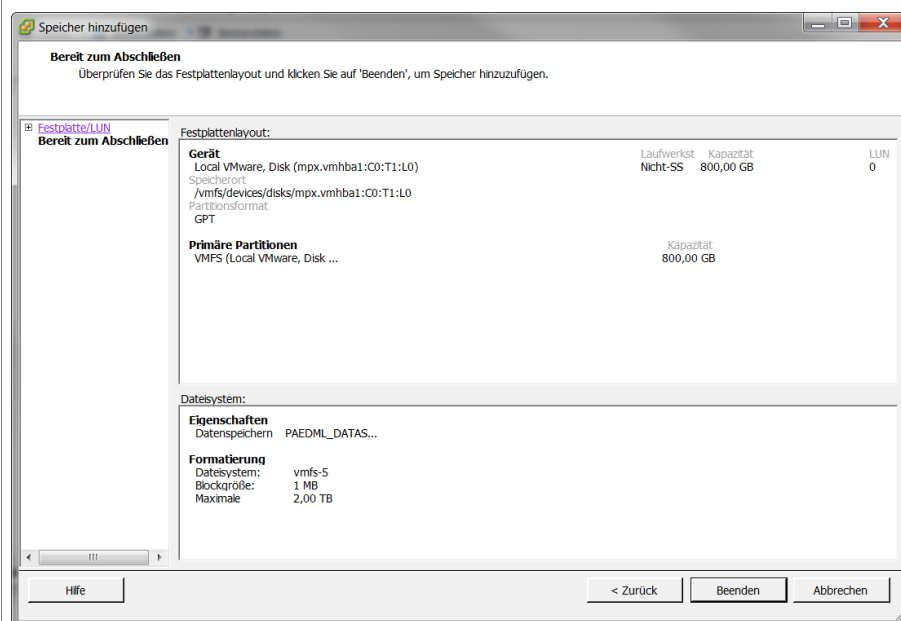 Speicher hinzufügen
Bereit zum Abschließen
Überprüfen Sie das Festplattenlayout und klicken Sie auf 'Beenden', um Speicher hinzuzufügen.
Festplatte/LUN
Bereit zum Abschließen
Festplattenlayout:
Gerät Laufwerkst Kapazität LUN
Local VMware, Disk (mpx.vmhba1:C0:T1:L0) Nicht-SS 800,00 GB 0
Speicherort
/vmfs/devices/disks/mpx.vmhba1:C0:T1:L0
Partitionsformat
GPT
Primäre Partitionen Kapazität
VMFS (Local VMware, Disk ... 800,00 GB
Dateisystem:
Eigenschaften
Datenspeichern PAEDML_DATAS...
Formatierung
Dateisystem: vmfs-5
Blockgröße: 1 MB
Maximale 2,00 TB
Hilfe < Zurück Beenden Abbrechen